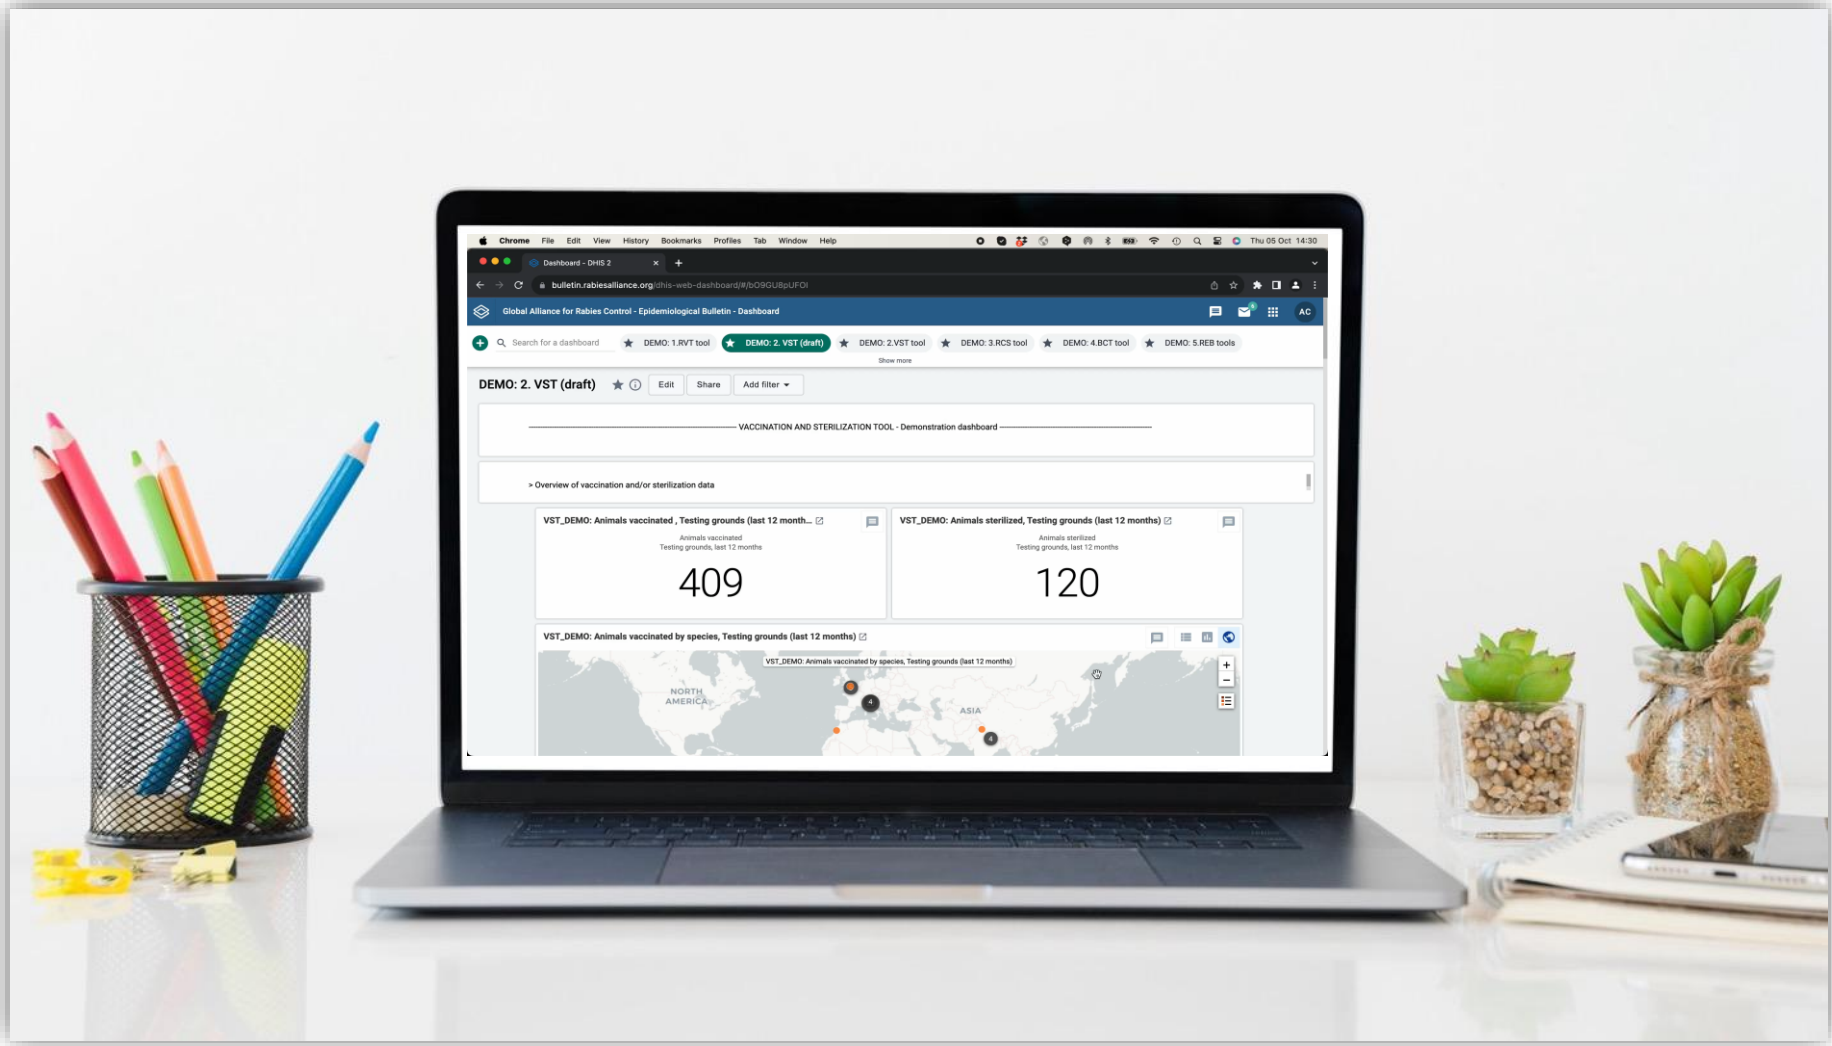 Chrome File Edit View History Bookmarks Profiles Tab Window Help Thu 05 Oct 14:30
Dashboard - DHIS 2
bulletin.rabiesalliance.org/dhis-web-dashboard/#/bO9GU8pUFOI
Global Alliance for Rabies Control - Epidemiological Bulletin - Dashboard AC
Search for a dashboard DEMO: 1.RVT tool DEMO: 2. VST (draft) DEMO: 2.VST tool DEMO: 3.RCS tool DEMO: 4.BCT tool DEMO: 5.REB tools
Show more
DEMO: 2. VST (draft) Edit Share Add filter
VACCINATION AND STERILIZATION TOOL - Demonstration dashboard
> Overview of vaccination and/or sterilization data
VST_DEMO: Animals vaccinated , Testing grounds (last 12 month...
Animals vaccinated
Testing grounds, last 12 months
409
VST_DEMO: Animals sterilized, Testing grounds (last 12 months)
Animals sterilized
Testing grounds, last 12 months
120
VST_DEMO: Animals vaccinated by species, Testing grounds (last 12 months)
VST_DEMO: Animals vaccinated by species, Testing grounds (last 12 months)
NORTH
AMERICA
ASIA
4
4